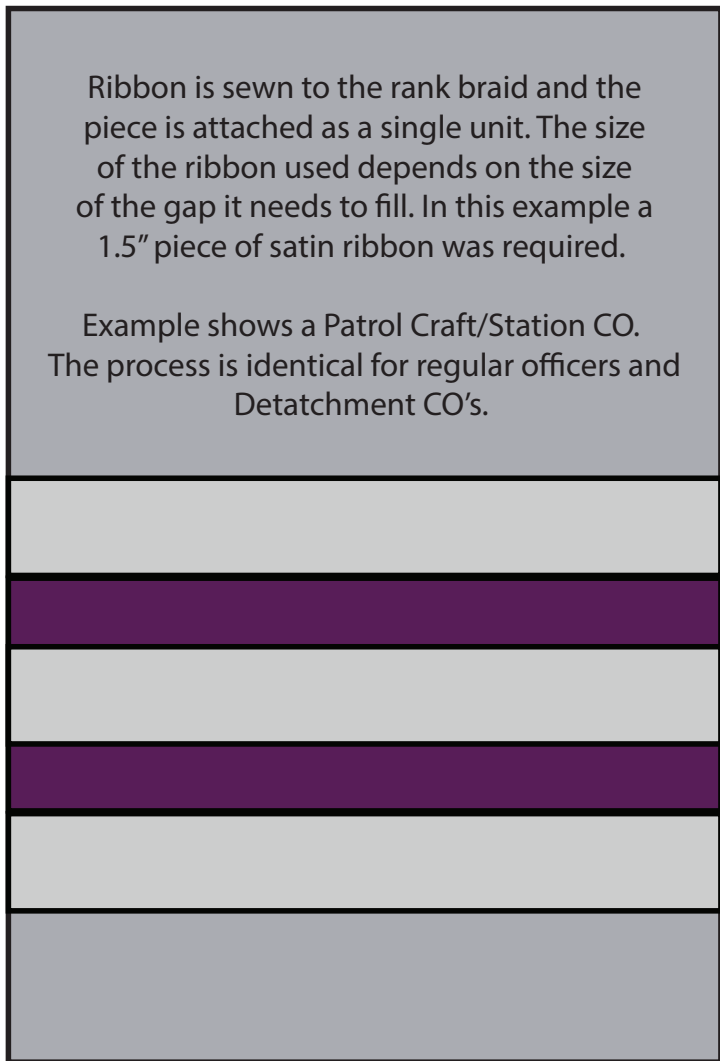 Ribbon is sewn to the rank braid and the
piece is attached as a single unit. The size
of the ribbon used depends on the size
of the gap it needs to fill. In this example a
1.5” piece of satin ribbon was required.
Example shows a Patrol Craft/Station CO.
The process is identical for regular officers and
Detatchment CO’s.